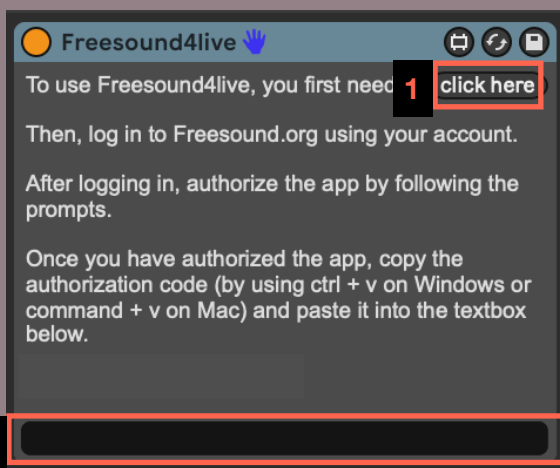 Freesound4live
To use Freesound4live, you first need 1 click here
Then, log in to Freesound.org using your account.
After logging in, authorize the app by following the
prompts.
Once you have authorized the app, copy the
authorization code (by using ctrl + v on Windows or
command + v on Mac) and paste it into the textbox
below.